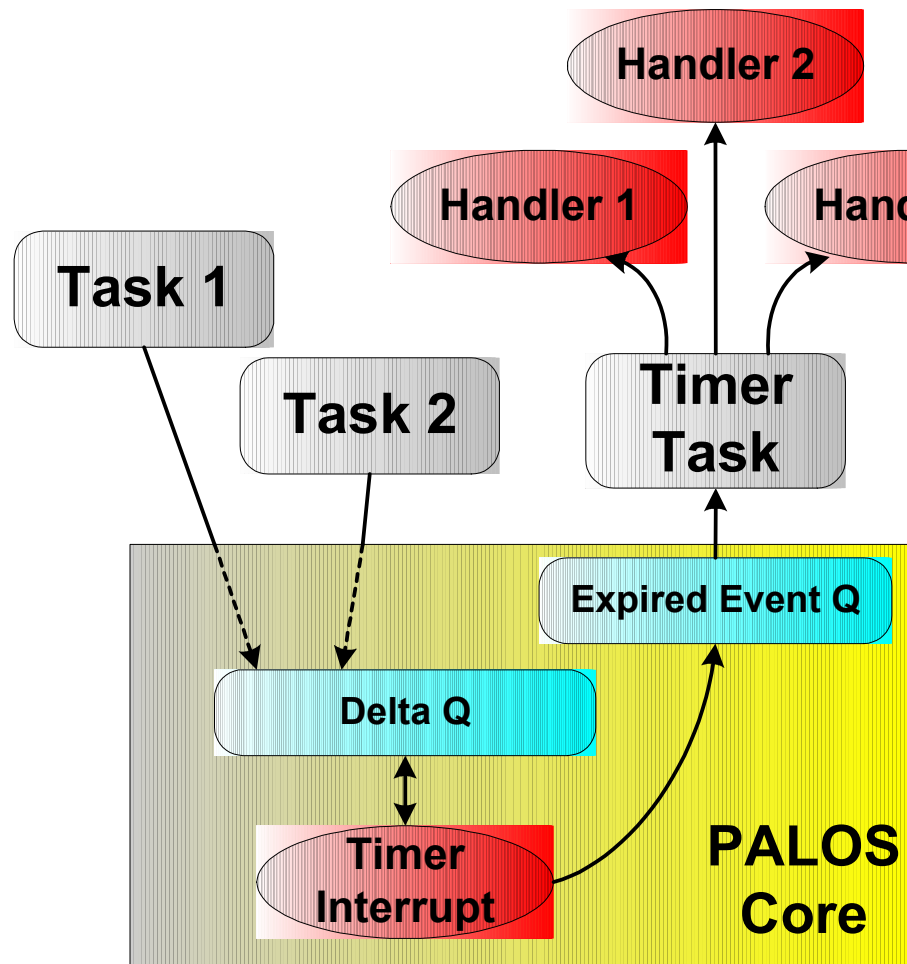 Handler 2
Handler 1
Task 1
Task 2
Timer
Task
Expired Event Q
Delta Q
Timer
Interrupt
PALOS
Core